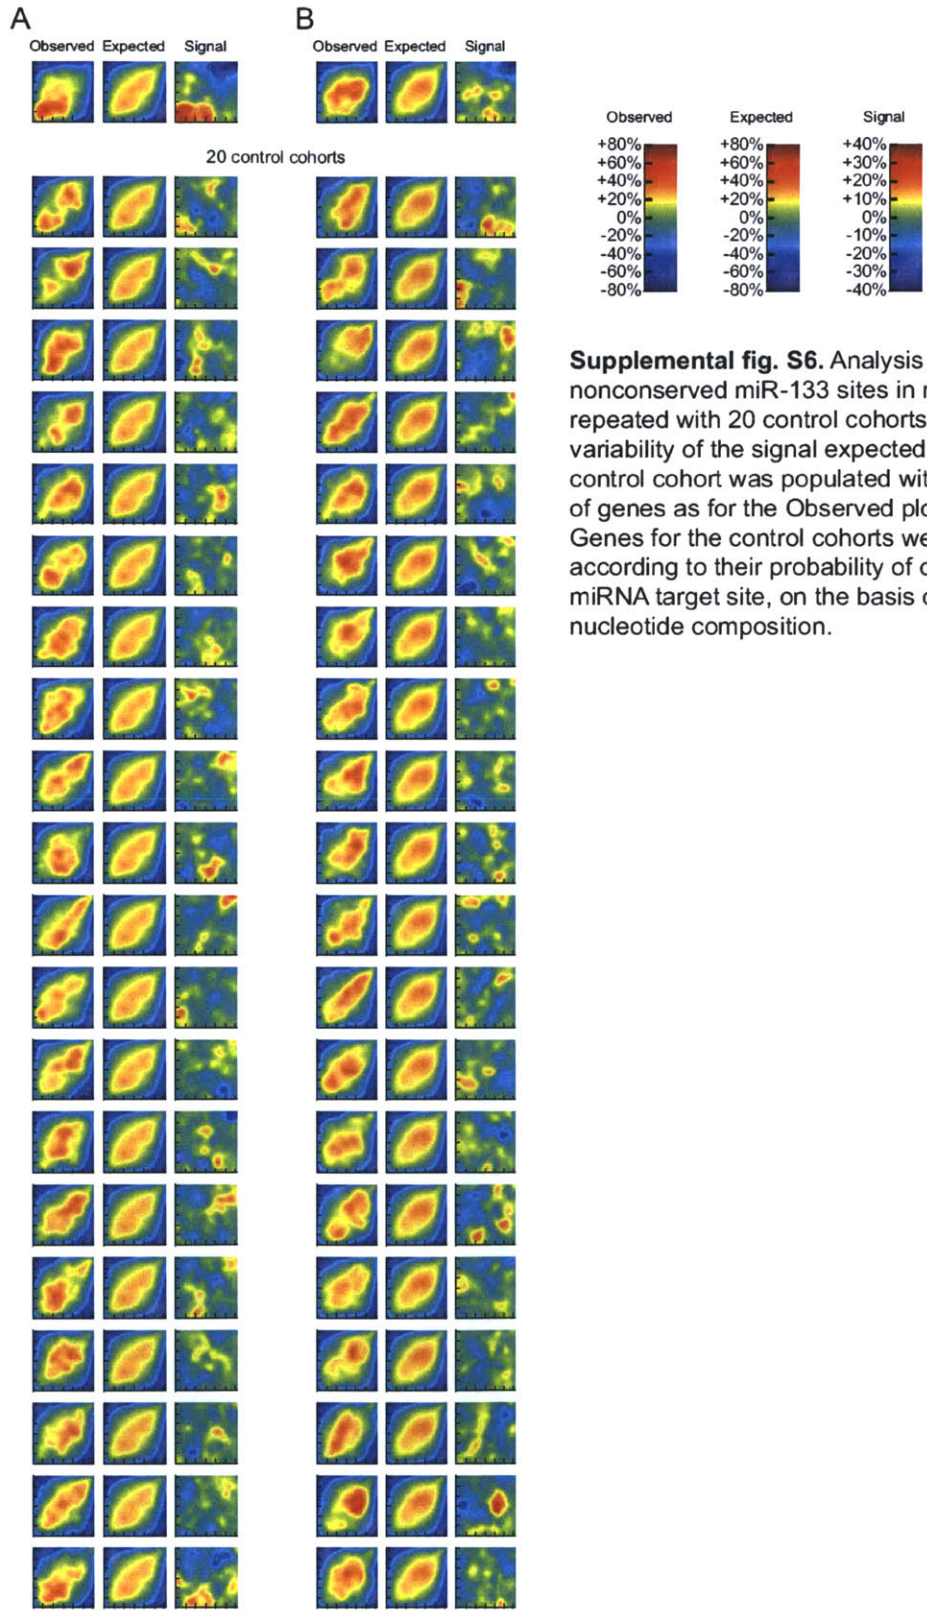 A
B
Observed Expected Signal
Observed Expected Signal
20 control cohorts
Observed
Expected
Signal
+80%
+60%
+40%
+20%
0%
-20%
-40%
-60%
-80%
+80%
+60%
+40%
+20%
0%
-20%
-40%
-60%
-80%
+40%
+30%
+20%
+10%
0%
-10%
-20%
-30%
-40%
Supplemental fig. S6. Analysis
nonconserved miR-133 sites in
repeated with 20 control cohorts
variability of the signal expected
control cohort was populated
of genes as for the Observed
Genes for the control cohorts
according to their probability of
miRNA target site, on the basis
nucleotide composition.